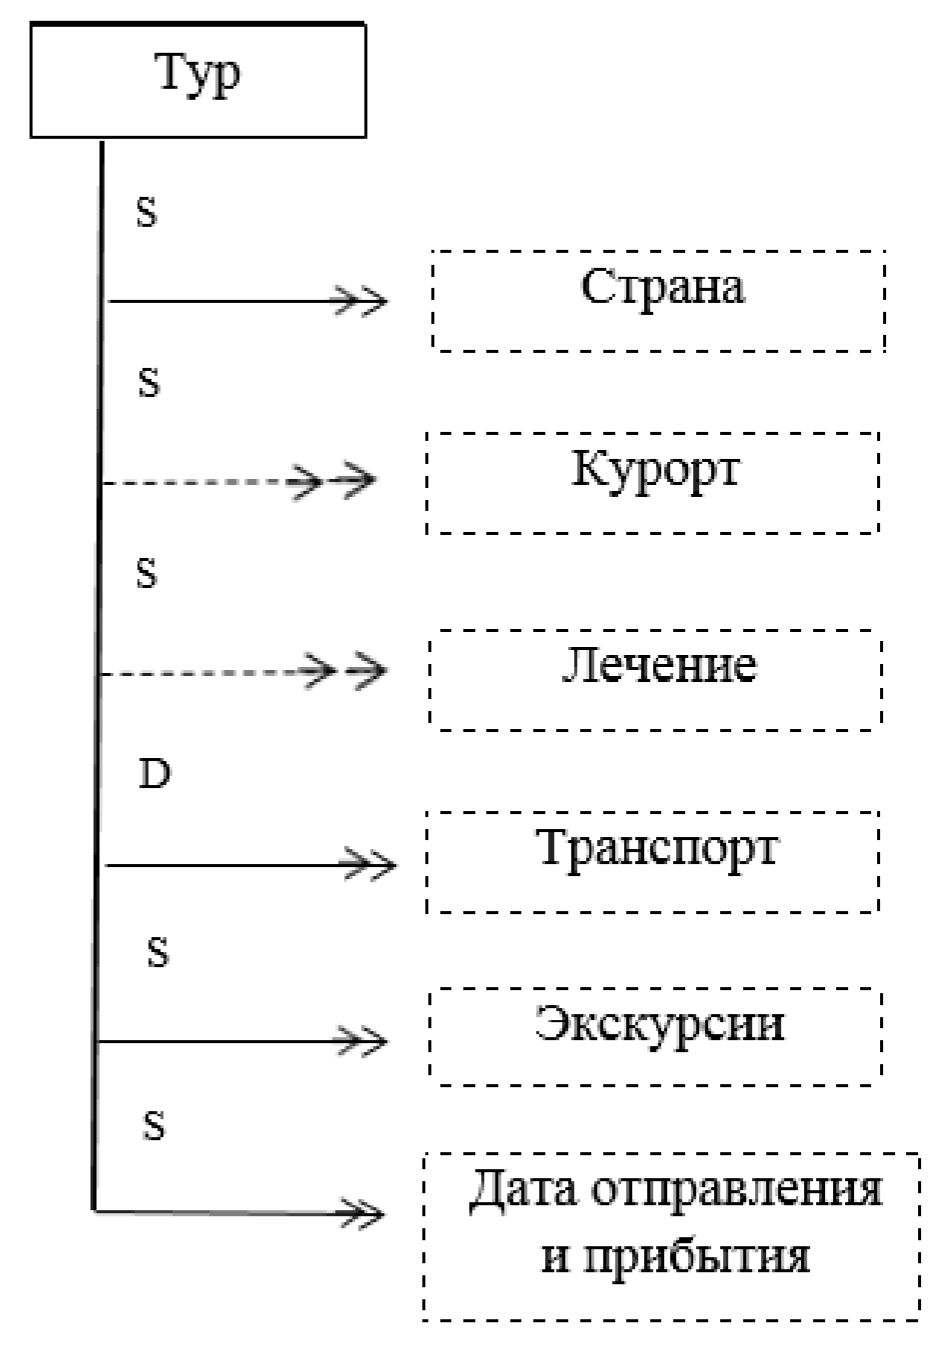 Тур
S
Страна
S
Курорт
S
Лечение
D
Транспорт
S
Экскурсии
S
Дата отправления
и прибытия